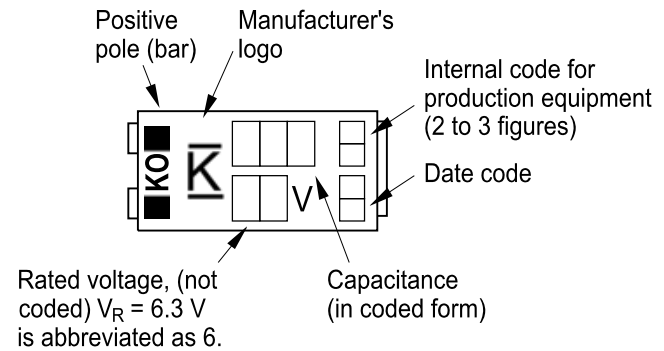 Positive
pole (bar)
Manufacturer's
logo
Internal code for
production equipment
(2 to 3 figures)
KO
K
V
Date code
Rated voltage, (not
coded) VR = 6.3 V
is abbreviated as 6.
Capacitance
(in coded form)